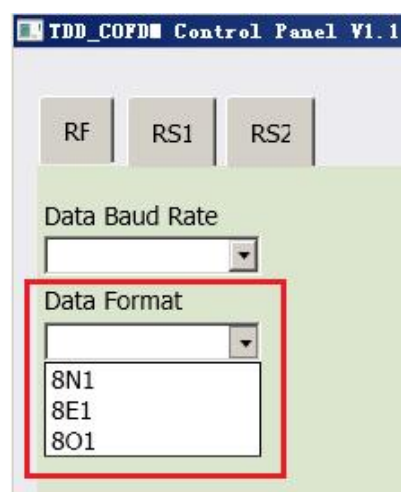 TDD_COFDM Control Panel V1.1
RF RS1 RS2
Data Baud Rate
Data Format
8N1
8E1
8O1